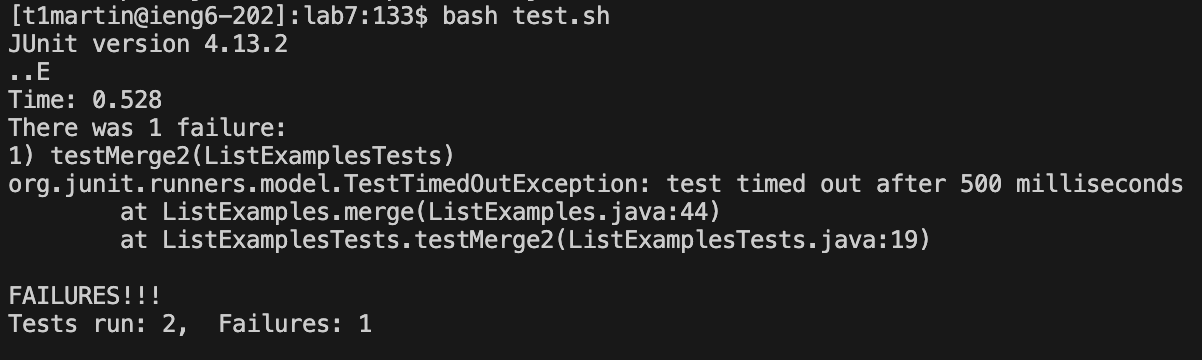 [t1martin@ieng6-202]:lab7:133$ bash test.sh
JUnit version 4.13.2
..E
Time: 0.528
There was 1 failure:
1) testMerge2(ListExamplesTests)
org.junit.runners.model.TestTimedOutException: test timed out after 500 milliseconds
        at ListExamples.merge(ListExamples.java:44)
        at ListExamplesTests.testMerge2(ListExamplesTests.java:19)

FAILURES!!!
Tests run: 2,  Failures: 1